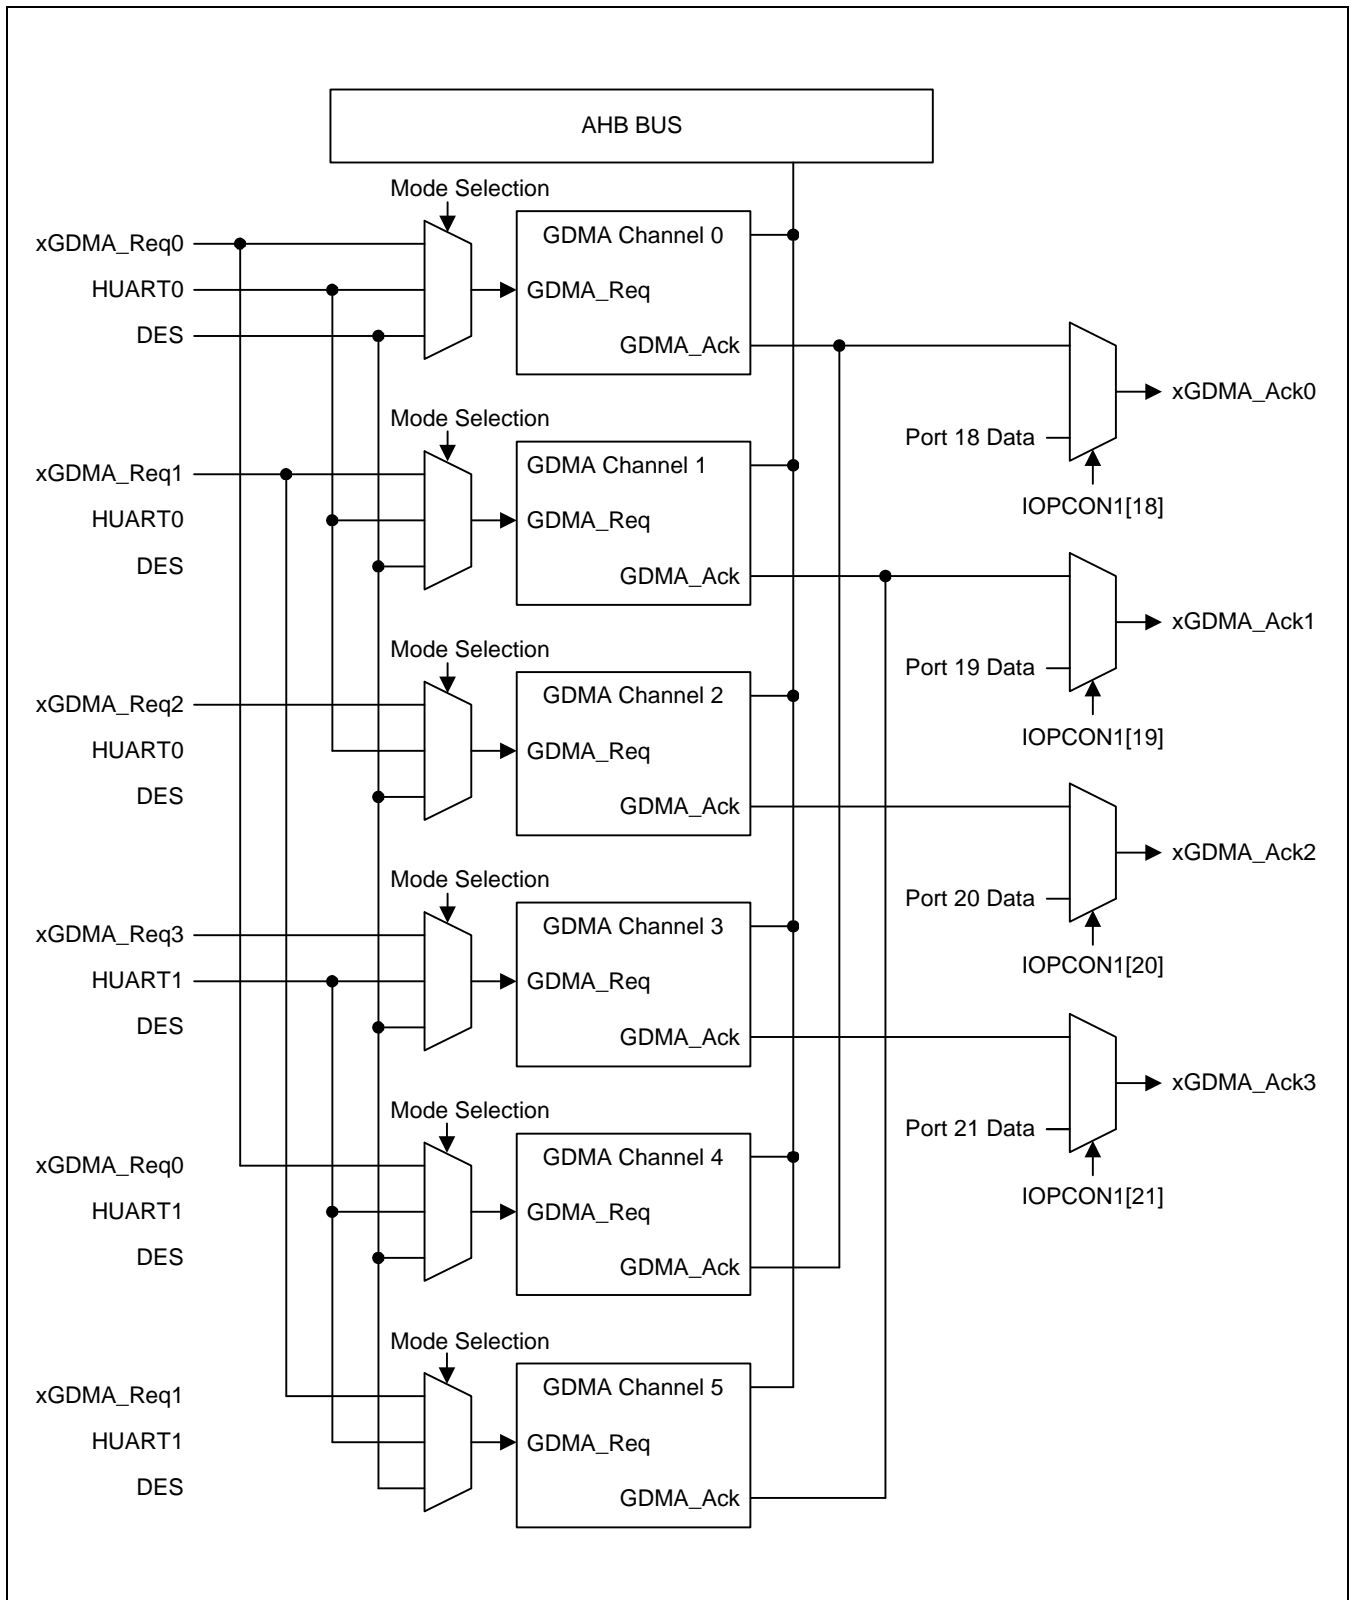 AHB BUS
Mode Selection
xGDMA_Req0
HUART0
DES
GDMA Channel 0
GDMA_Req
GDMA_Ack
Port 18 Data
xGDMA_Ack0
IOPCON1[18]
Mode Selection
xGDMA_Req1
HUART0
DES
GDMA Channel 1
GDMA_Req
GDMA_Ack
Port 19 Data
xGDMA_Ack1
IOPCON1[19]
Mode Selection
xGDMA_Req2
HUART0
DES
GDMA Channel 2
GDMA_Req
GDMA_Ack
Port 20 Data
xGDMA_Ack2
IOPCON1[20]
Mode Selection
xGDMA_Req3
HUART1
DES
GDMA Channel 3
GDMA_Req
GDMA_Ack
Port 21 Data
xGDMA_Ack3
IOPCON1[21]
Mode Selection
xGDMA_Req0
HUART1
DES
GDMA Channel 4
GDMA_Req
GDMA_Ack
Mode Selection
xGDMA_Req1
HUART1
DES
GDMA Channel 5
GDMA_Req
GDMA_Ack